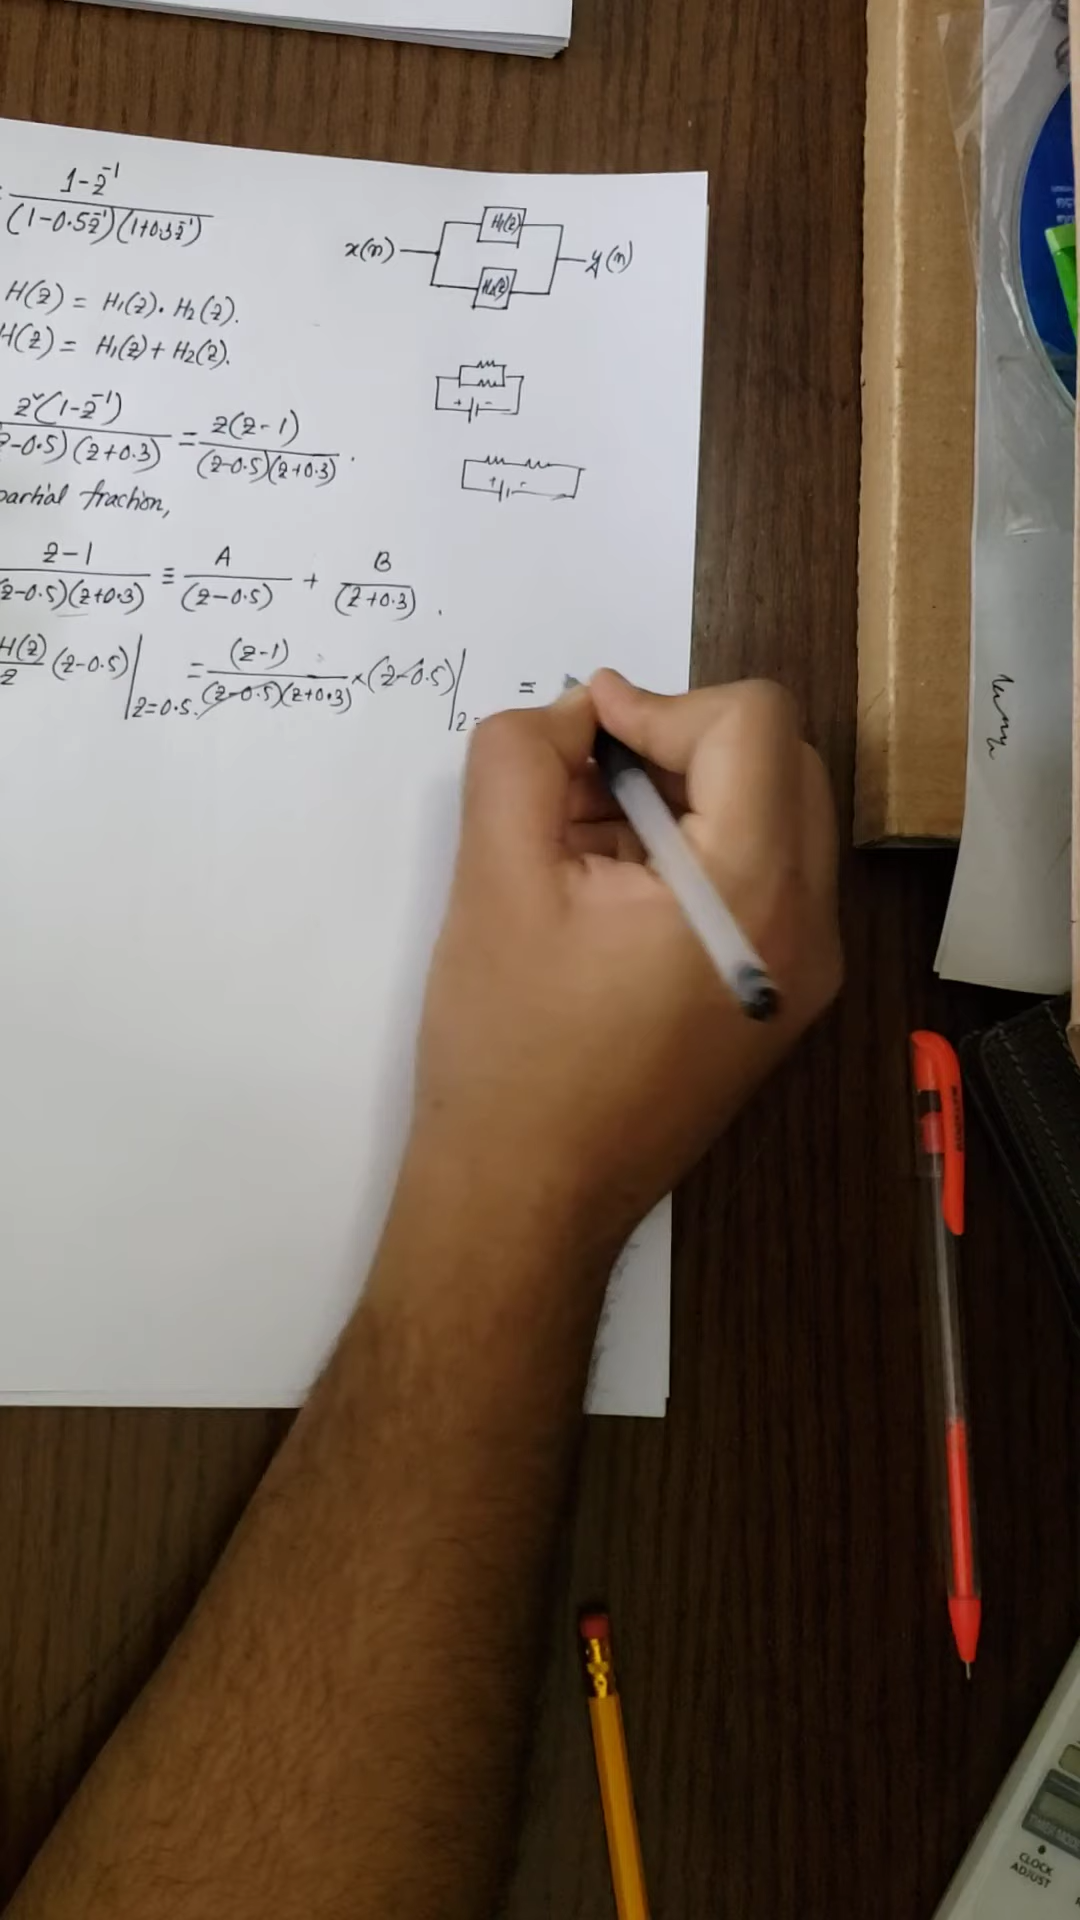 = 1-z⁻¹ / (1-0.5z⁻¹)(1+0.3z⁻¹)
x(n) H₁(z) H₂(z) y(n)
H(z) = H₁(z). H₂(z).
H(z) = H₁(z) + H₂(z).
z²(1-z⁻¹) / (z-0.5)(z+0.3) = z(z-1) / (z-0.5)(z+0.3) .
+ -
+ -
partial fraction,
z-1 / (z-0.5)(z+0.3) ≡ A / (z-0.5) + B / (z+0.3) .
H(z)/z (z-0.5) | z=0.5. = (z-1) / (z-0.5)(z+0.3) × (z-0.5) | z= =
CLOCK
ADJUST